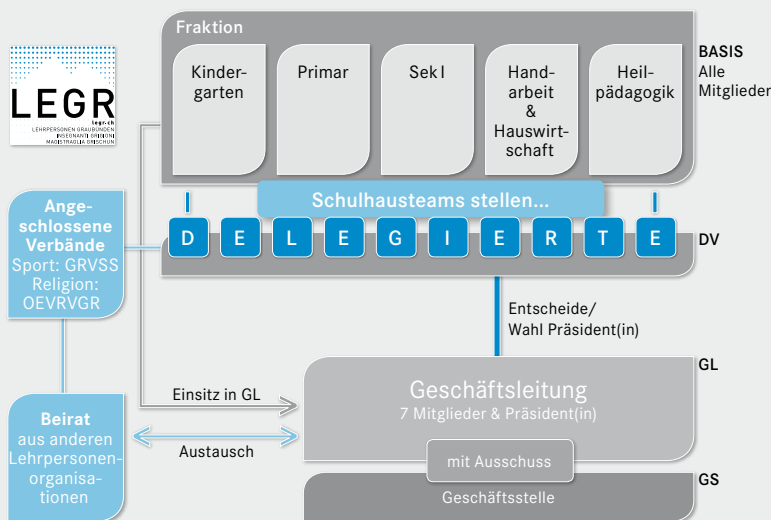 Fraktion
Kinder-
garten
Primar
Sek I
Hand-
arbeit
&
Hauswirt-
schaft
Heil-
pädagogik
BASIS
Alle
Mitglieder
LEGR
legr.ch
LEHRPERSONEN GRAUBÜNDEN
INSEGNANTI GRIGIONI
MAGISTRAGLIA GRISCHUN
Schulhausteams stellen...
D E L E G I E R T E
DV
Ange-
schlossene
Verbände
Sport: GRVSS
Religion:
OEVRVGR
Entscheide/
Wahl Präsident(in)
GL
Geschäftsleitung
7 Mitglieder & Präsident(in)
Einsitz in GL
Austausch
Beirat
aus anderen
Lehrpersonen-
organisa-
tionen
mit Ausschuss
GS
Geschäftsstelle